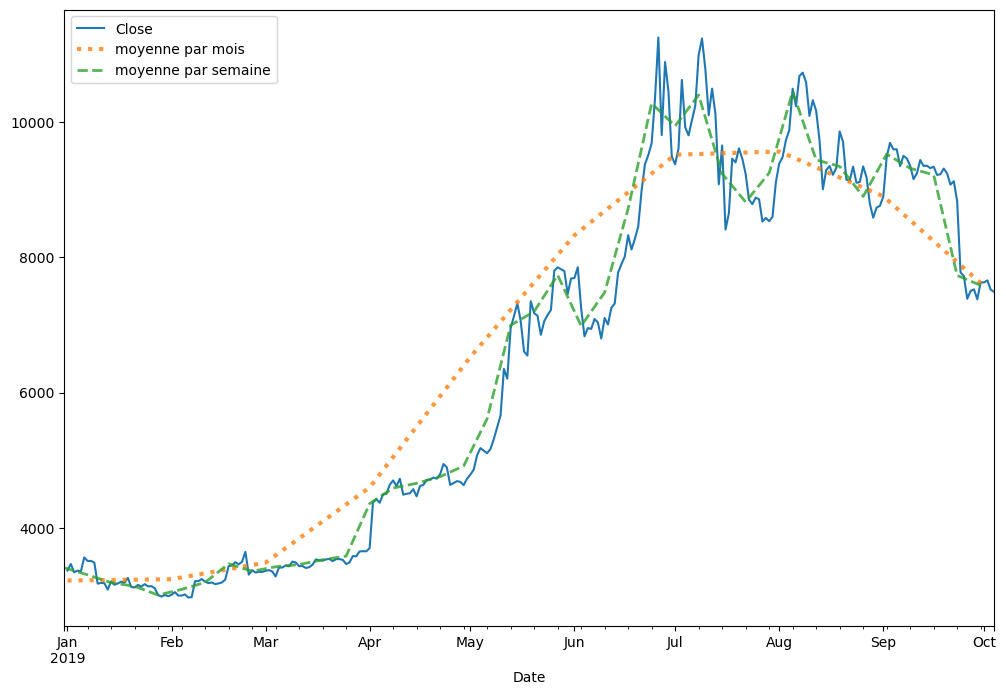 Close
moyenne par mois
moyenne par semaine
10000
8000
6000
4000
Jan Feb Mar Apr May Jun Jul Aug Sep Oct
2019
Date